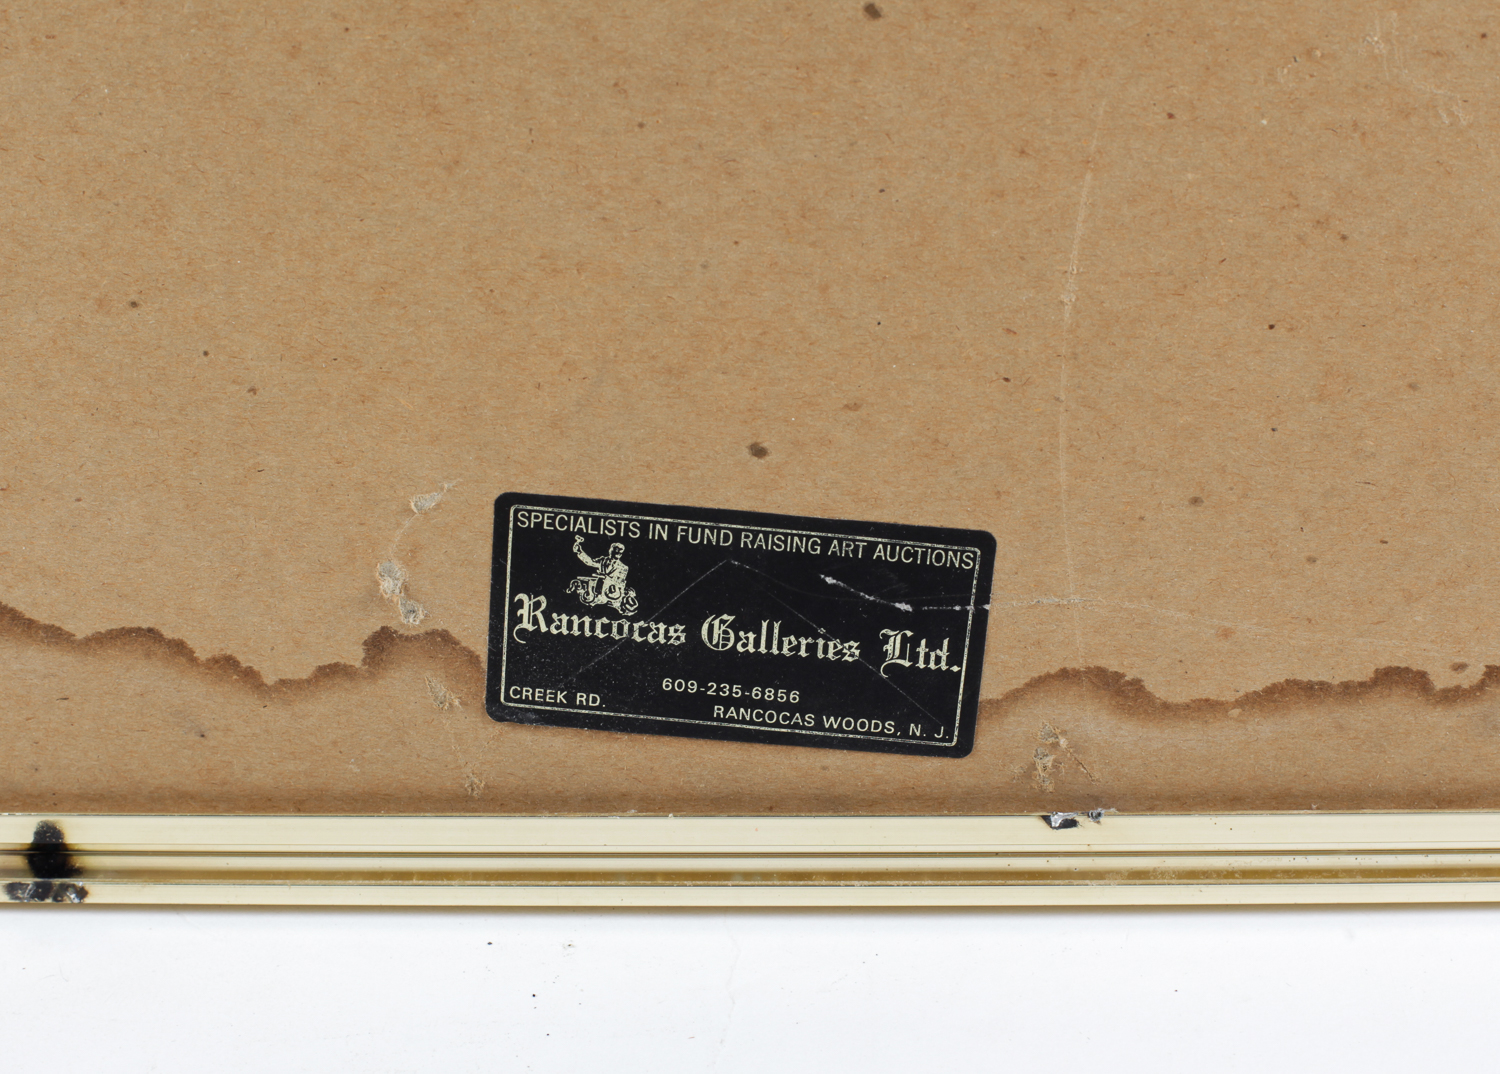 SPECIALISTS IN FUND RAISING ART AUCTIONS
Rancocas Galleries Ltd.
609-235-6856
CREEK RD.
RANCOCAS WOODS, N. J.